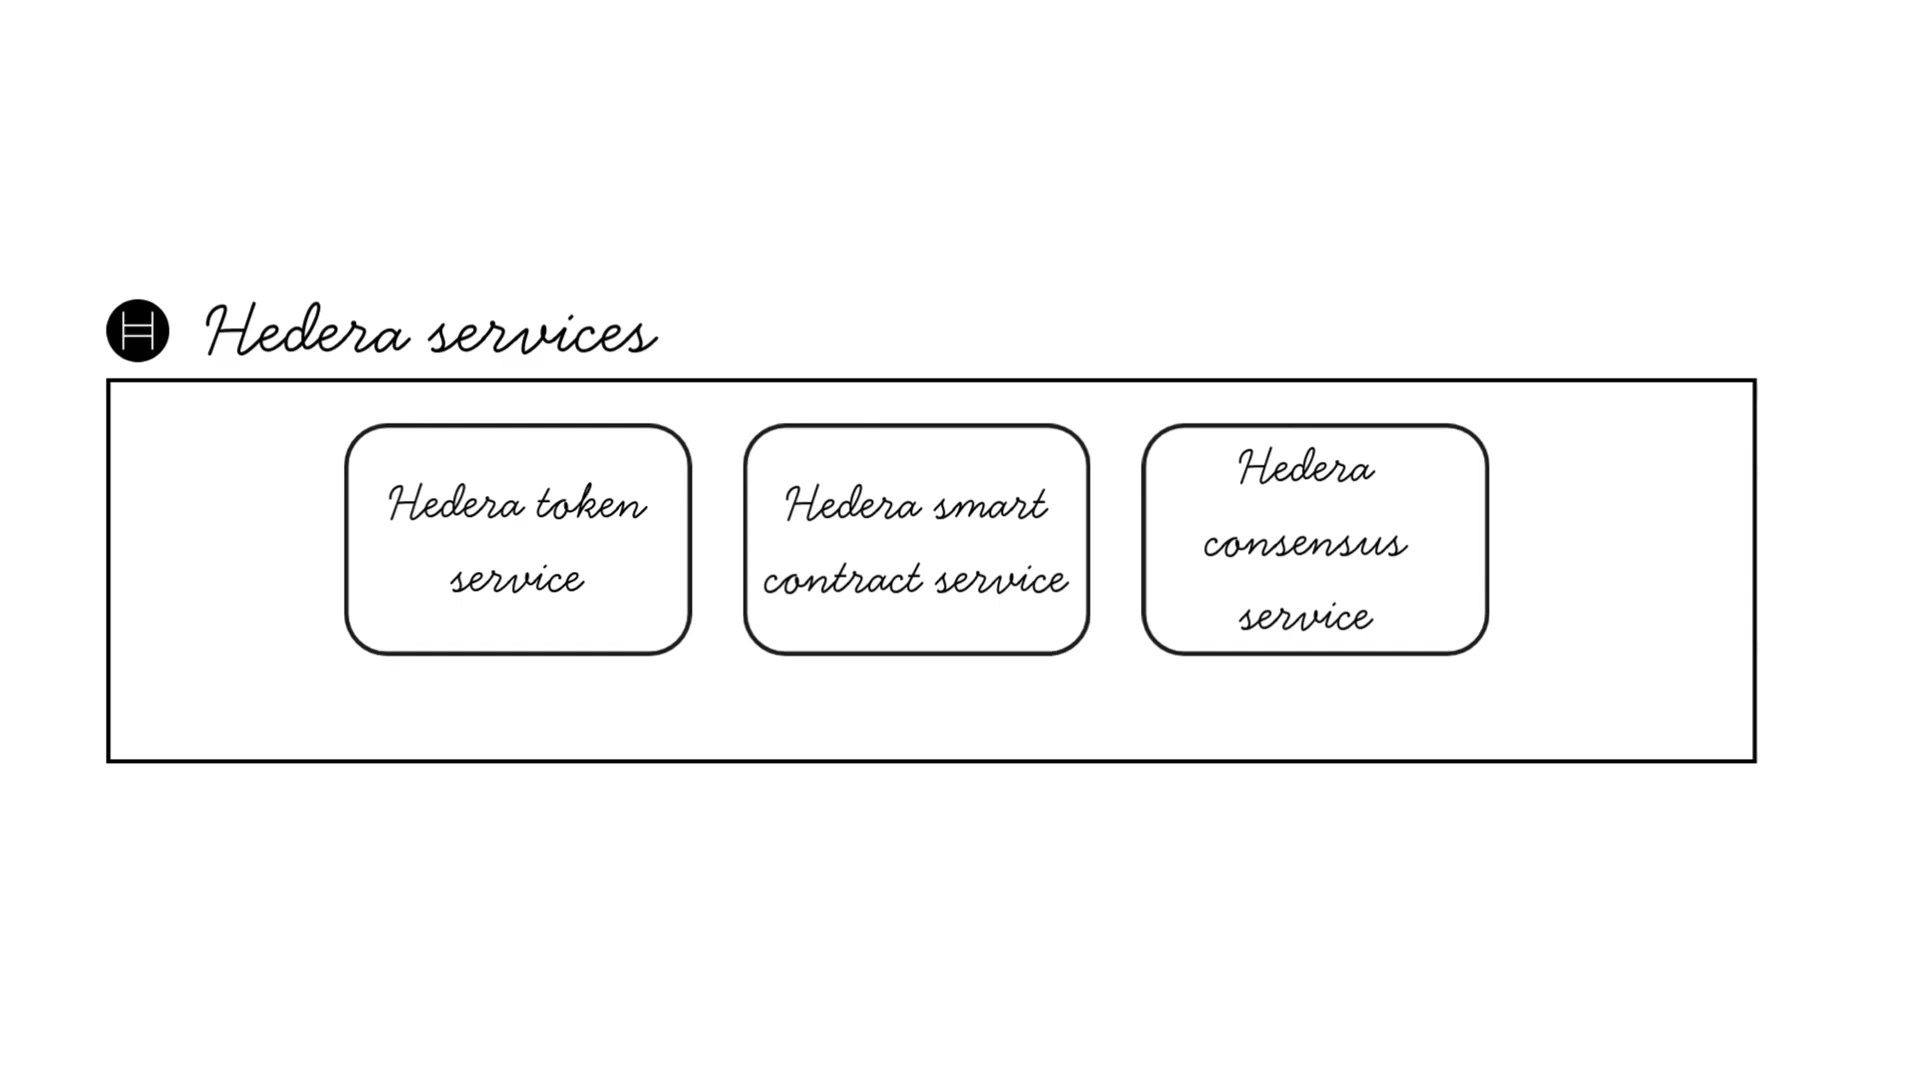 Hedera services
Hedera token
service
Hedera smart
contract service
Hedera
consensus
service